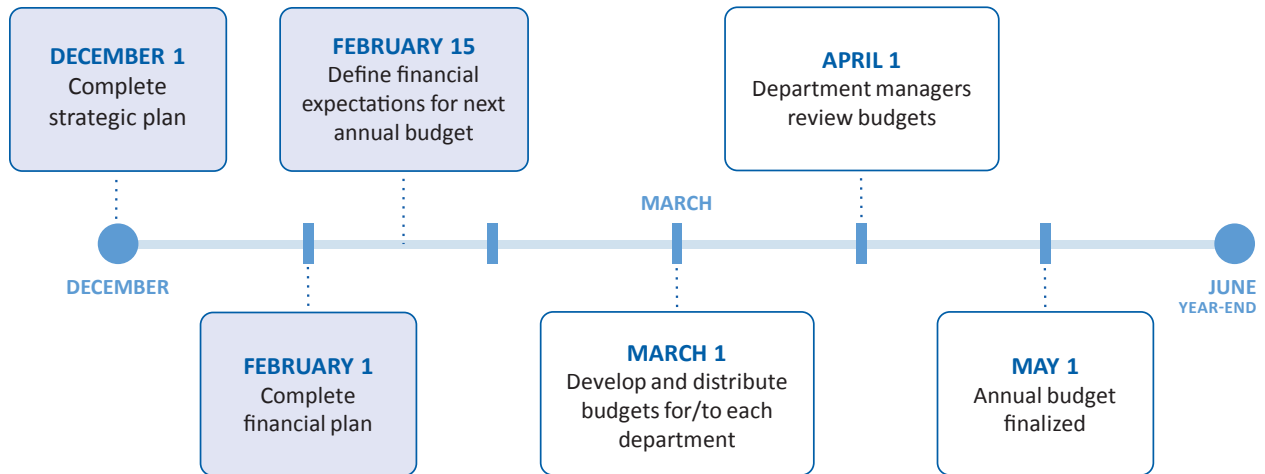 DECEMBER 1
Complete
strategic plan
FEBRUARY 15
Define financial
expectations for next
annual budget
APRIL 1
Department managers
review budgets
MARCH
DECEMBER
JUNE
YEAR-END
FEBRUARY 1
Complete
financial plan
MARCH 1
Develop and distribute
budgets for/to each
department
MAY 1
Annual budget
finalized